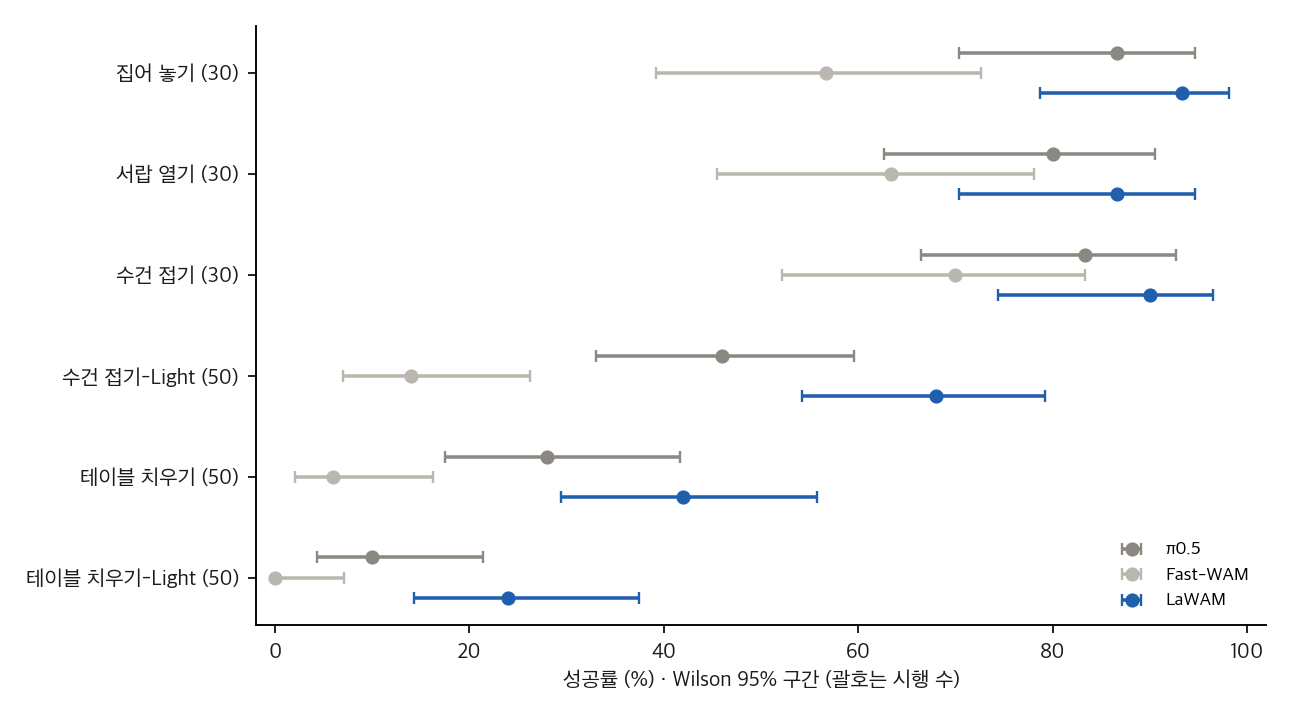 집어 놓기 (30)
서랍 열기 (30)
수건 접기 (30)
수건 접기-Light (50)
테이블 치우기 (50)
테이블 치우기-Light (50)
π0.5
Fast-WAM
LaWAM
0 20 40 60 80 100
성공률 (%) · Wilson 95% 구간 (괄호는 시행 수)